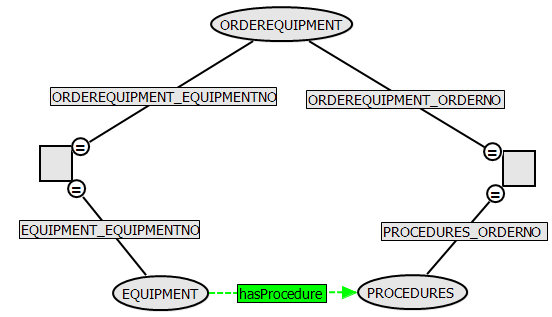 ORDEREQUIPMENT
ORDEREQUIPMENT_EQUIPMENTNO
ORDEREQUIPMENT_ORDERNO
=
=
=
=
EQUIPMENT_EQUIPMENTNO
PROCEDURES_ORDERNO
EQUIPMENT
hasProcedure
PROCEDURES